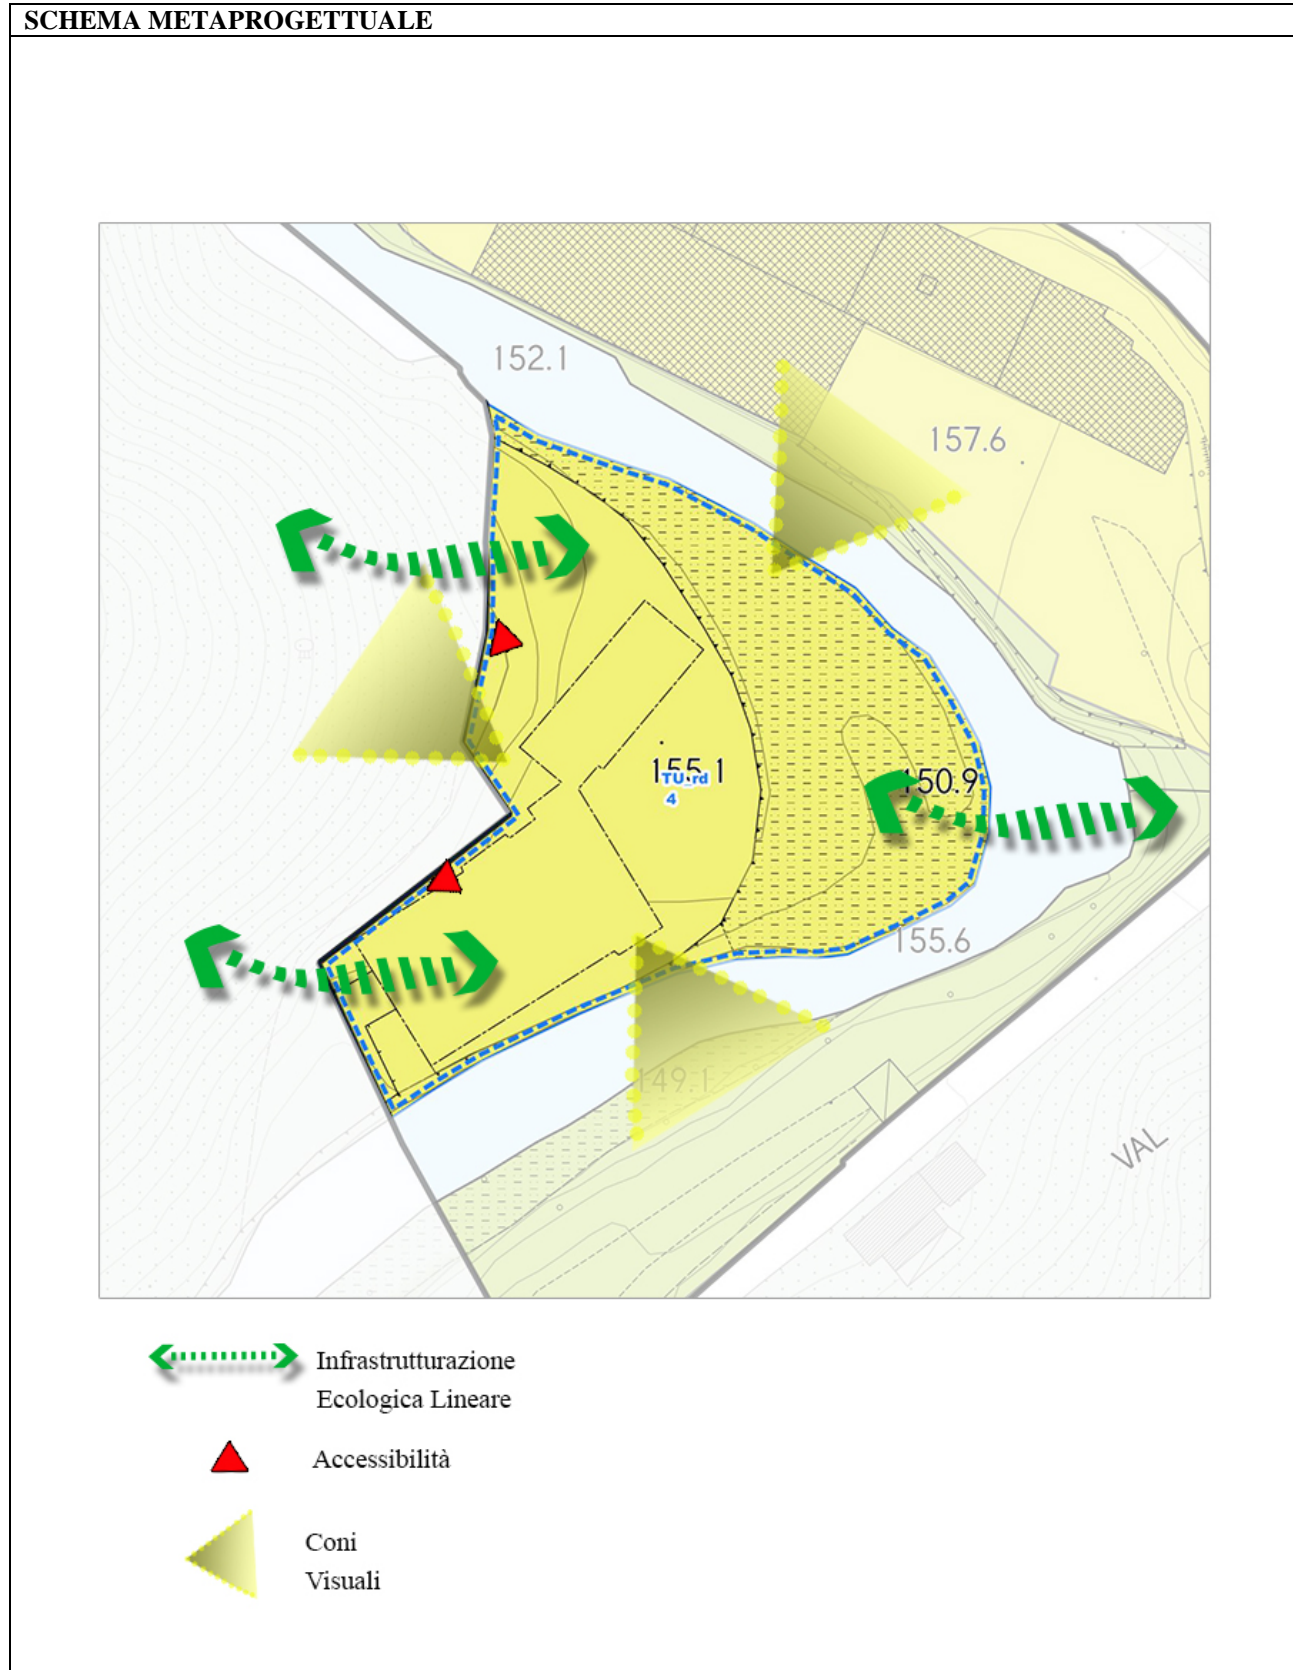 SCHEMA METAPROGETTUALE
152.1
157.6
155.1
TU_rd
4
150.9
155.6
149.1
VAL
Infrastrutturazione
Ecologica Lineare
Accessibilità
Coni
Visuali